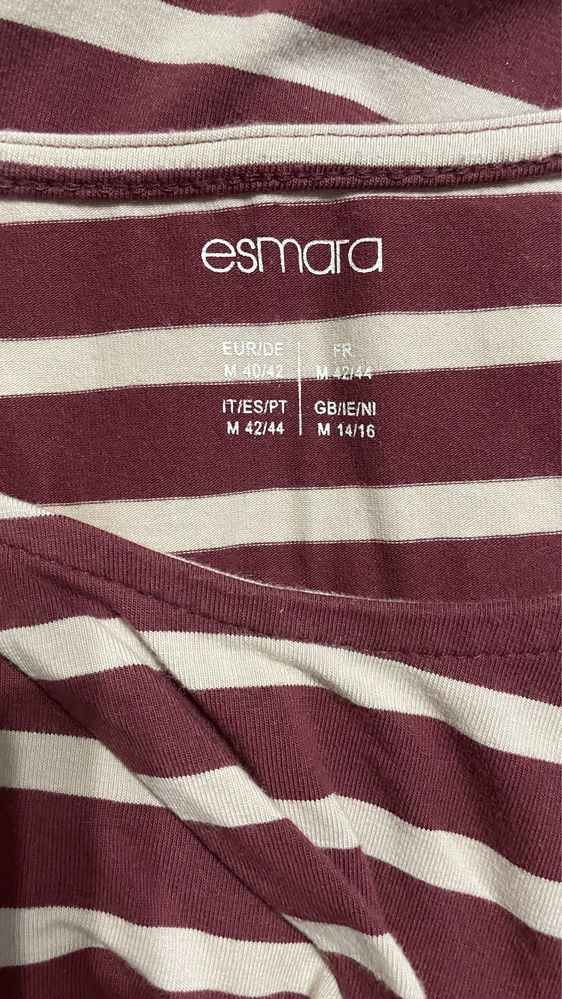 esmara
EUR/DE
M 40/42
FR
M 42/44
IT/ES/PT
M 42/44
GB/IE/NI
M 14/16